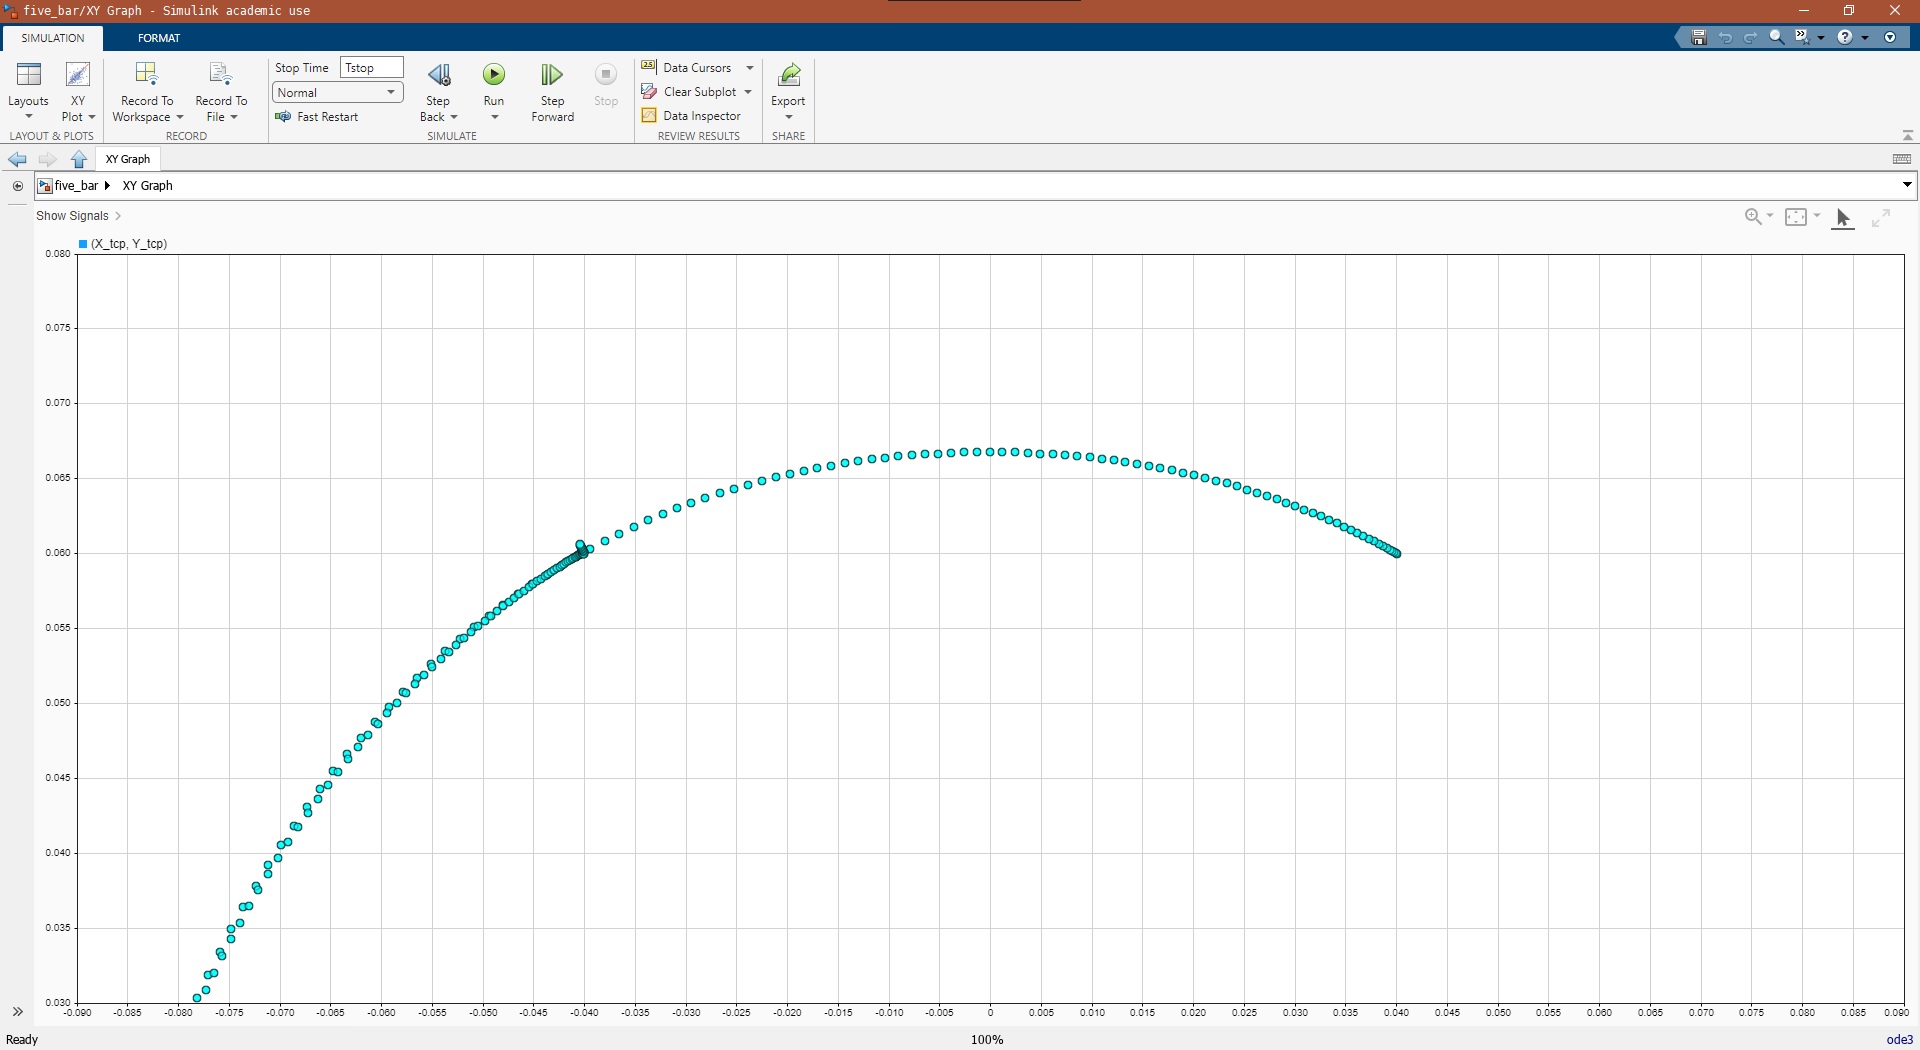 five_bar/XY Graph - Simulink academic use
SIMULATION
FORMAT
Layouts
XY
Plot
LAYOUT & PLOTS
Record To
Workspace
Record To
File
RECORD
Stop Time
Tstop
Normal
Fast Restart
Step
Back
Run
Step
Forward
Stop
SIMULATE
Data Cursors
Clear Subplot
Data Inspector
REVIEW RESULTS
Export
SHARE
XY Graph
five_bar
XY Graph
Show Signals
(X_tcp, Y_tcp)
0.080
0.075
0.070
0.065
0.060
0.055
0.050
0.045
0.040
0.035
0.030
-0.090 -0.085 -0.080 -0.075 -0.070 -0.065 -0.060 -0.055 -0.050 -0.045 -0.040 -0.035 -0.030 -0.025 -0.020 -0.015 -0.010 -0.005 0 0.005 0.010 0.015 0.020 0.025 0.030 0.035 0.040 0.045 0.050 0.055 0.060 0.065 0.070 0.075 0.080 0.085 0.090
Ready
100%
ode3